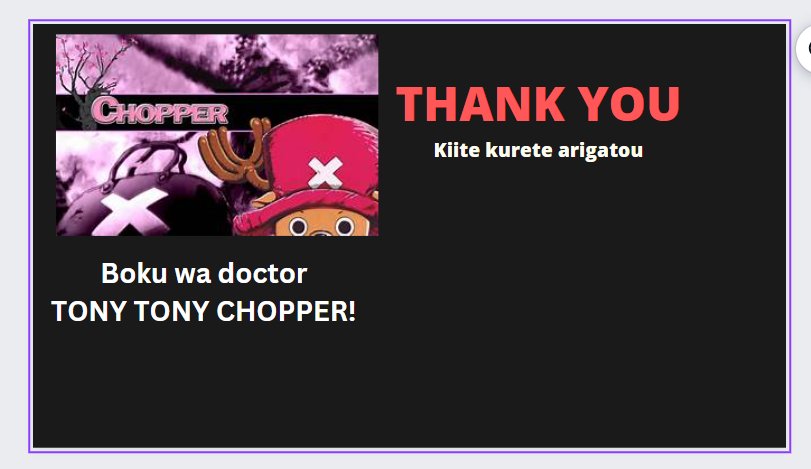 CHOPPER
THANK YOU
Kiite kurete arigatou
Boku wa doctor
TONY TONY CHOPPER!